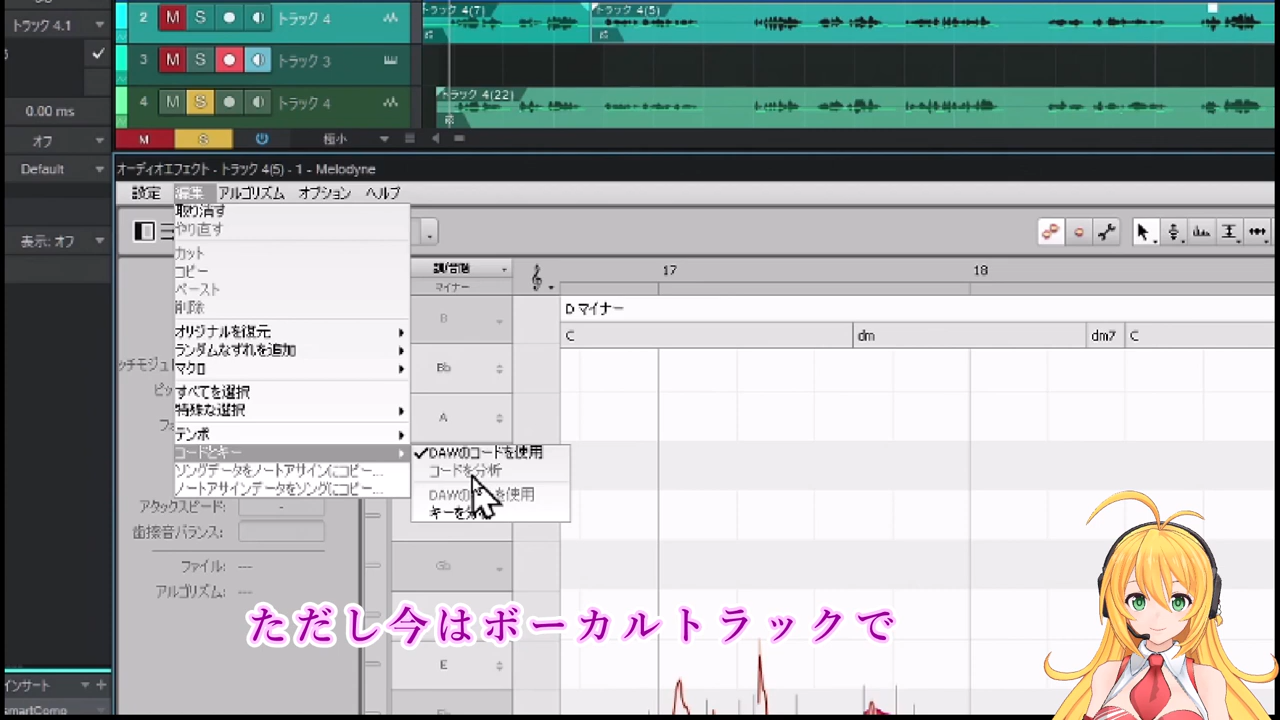 トラック 4.1
0.00 ms
オフ
Default
表示: オフ
インサート
2 M S トラック 4
3 M S トラック 3
4 M S トラック 4
M S 極小
トラック 4(7)
トラック 4(5)
トラック 4(22)
オーディオエフェクト - トラック 4(5) - 1 - Melodyne
設定 編集 アルゴリズム オプション ヘルプ
取り消す
やり直す
カット
コピー
ペースト
削除
オリジナルを復元
ランダムなずれを追加
マクロ
すべてを選択
特殊な選択
テンポ
コードとキー
ソングデータをノートアサインにコピー...
ノートアサインデータをソングにコピー...
DAWのコードを使用
コードを分析
アタックスピード: -
歯擦音バランス:
ファイル: ---
アルゴリズム: ---
調/音階
マイナー
B
Bb
A
Gb
E
17 18
D マイナー
C dm dm7 C
ただし今はボーカルトラックで